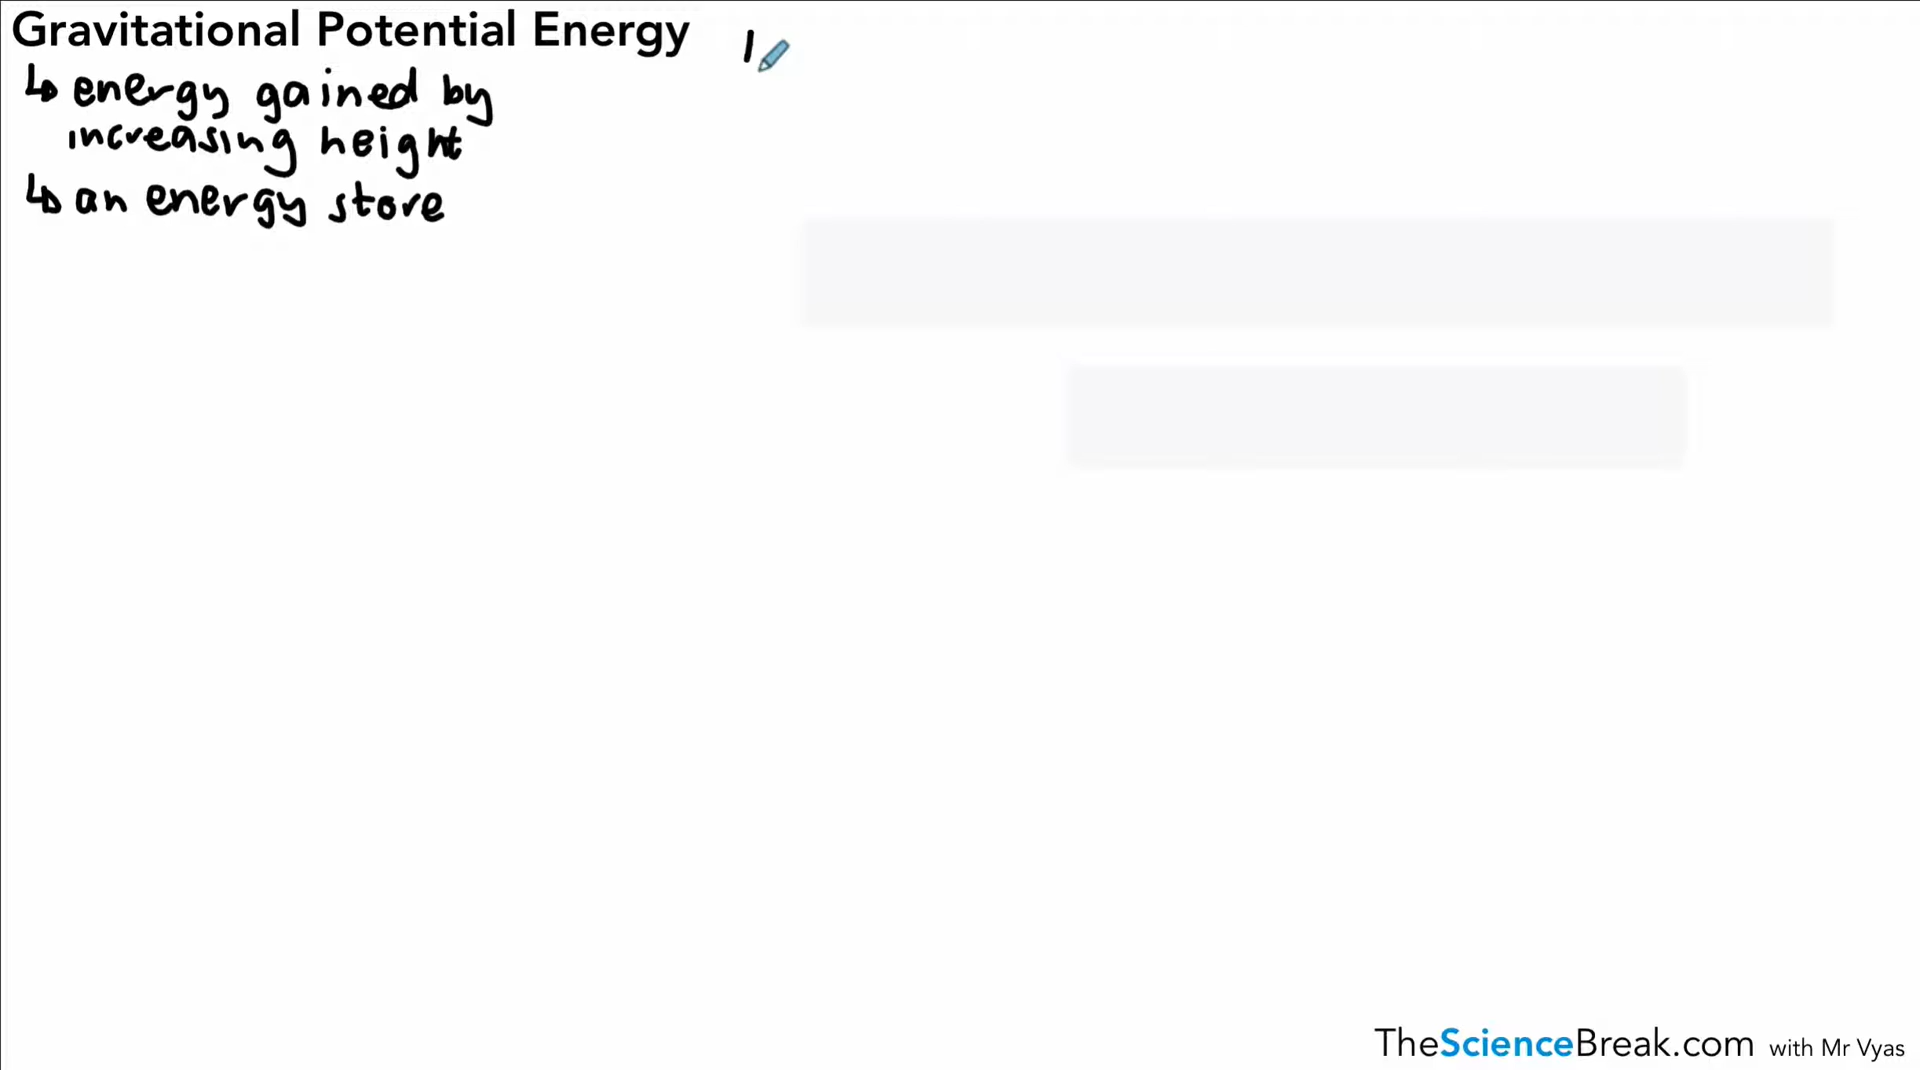 Gravitational Potential Energy
↳ energy gained by
increasing height
↳ an energy store
TheScienceBreak.com with Mr Vyas